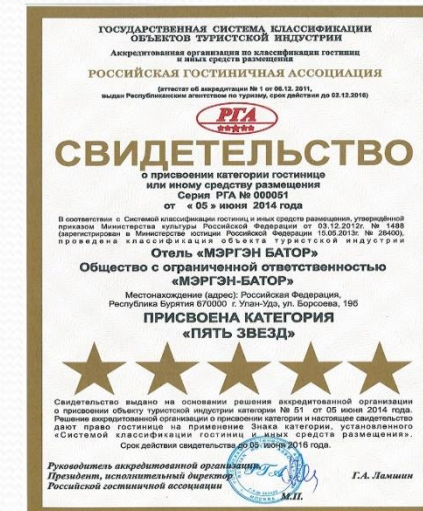 ГОСУДАРСТВЕННАЯ СИСТЕМА КЛАССИФИКАЦИИ
ОБЪЕКТОВ ТУРИСТСКОЙ ИНДУСТРИИ
Аккредитованная организация по классификации гостиниц
и иных средств размещения
РОССИЙСКАЯ ГОСТИНИЧНАЯ АССОЦИАЦИЯ
(аттестат об аккредитации № 1 от 06.12. 2011,
выдан Республиканским агентством по туризму, срок действия до 02.12.2016)
РГА
СВИДЕТЕЛЬСТВО
о присвоении категории гостинице
или иному средству размещения
Серия РГА № 000051
от « 05 » июня 2014 года
В соответствии с Системой классификации гостиниц и иных средств размещения, утверждённой
приказом Министерства культуры Российской Федерации от 03.12.2012г. № 1488
(зарегистрирован в Министерстве юстиции Российской Федерации 15.05.2013г. № 28400),
проведена классификация объекта туристской индустрии
Отель «МЭРГЭН БАТОР»
Общество с ограниченной ответственностью
«МЭРГЭН-БАТОР»
Местонахождение (адрес): Российская Федерация,
Республика Бурятия 670000 г. Улан-Удэ, ул. Борсоева, 19б
ПРИСВОЕНА КАТЕГОРИЯ
«ПЯТЬ ЗВЕЗД»
Свидетельство выдано на основании решения аккредитованной организации
о присвоении объекту туристской индустрии категории № 51 от 05 июня 2014 года.
Решение аккредитованной организации о присвоении категории и настоящее свидетельство
дают право гостинице на применение Знака категории, установленного
«Системой классификации гостиниц и иных средств размещения».
Срок действия свидетельства до 05 июня 2016 года.
Руководитель аккредитованной организации,
Президент, исполнительный директор
Г.А. Ламшин
Российской гостиничной ассоциации
М.П.